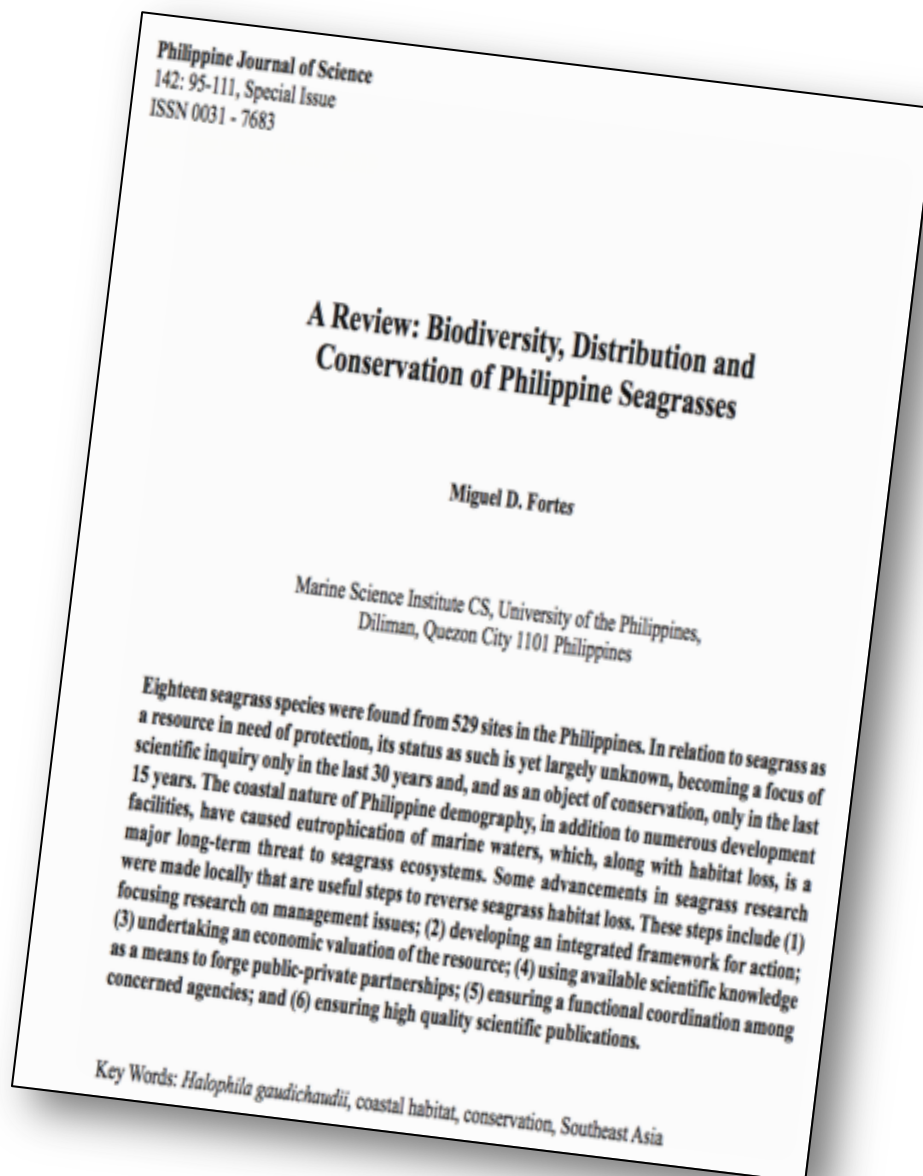 Philippine Journal of Science
142: 95-111, Special Issue
ISSN 0031 - 7683
A Review: Biodiversity, Distribution and
Conservation of Philippine Seagrasses
Miguel D. Fortes
Marine Science Institute CS, University of the Philippines,
Diliman, Quezon City 1101 Philippines
Eighteen seagrass species were found from 529 sites in the Philippines. In relation to seagrass as
a resource in need of protection, its status as such is yet largely unknown, becoming a focus of
scientific inquiry only in the last 30 years and, and as an object of conservation, only in the last
15 years. The coastal nature of Philippine demography, in addition to numerous development
facilities, have caused eutrophication of marine waters, which, along with habitat loss, is a
major long-term threat to seagrass ecosystems. Some advancements in seagrass research
were made locally that are useful steps to reverse seagrass habitat loss. These steps include (1)
focusing research on management issues; (2) developing an integrated framework for action;
(3) undertaking an economic valuation of the resource; (4) using available scientific knowledge
as a means to forge public-private partnerships; (5) ensuring a functional coordination among
concerned agencies; and (6) ensuring high quality scientific publications.
Key Words: Halophila gaudichaudii, coastal habitat, conservation, Southeast Asia